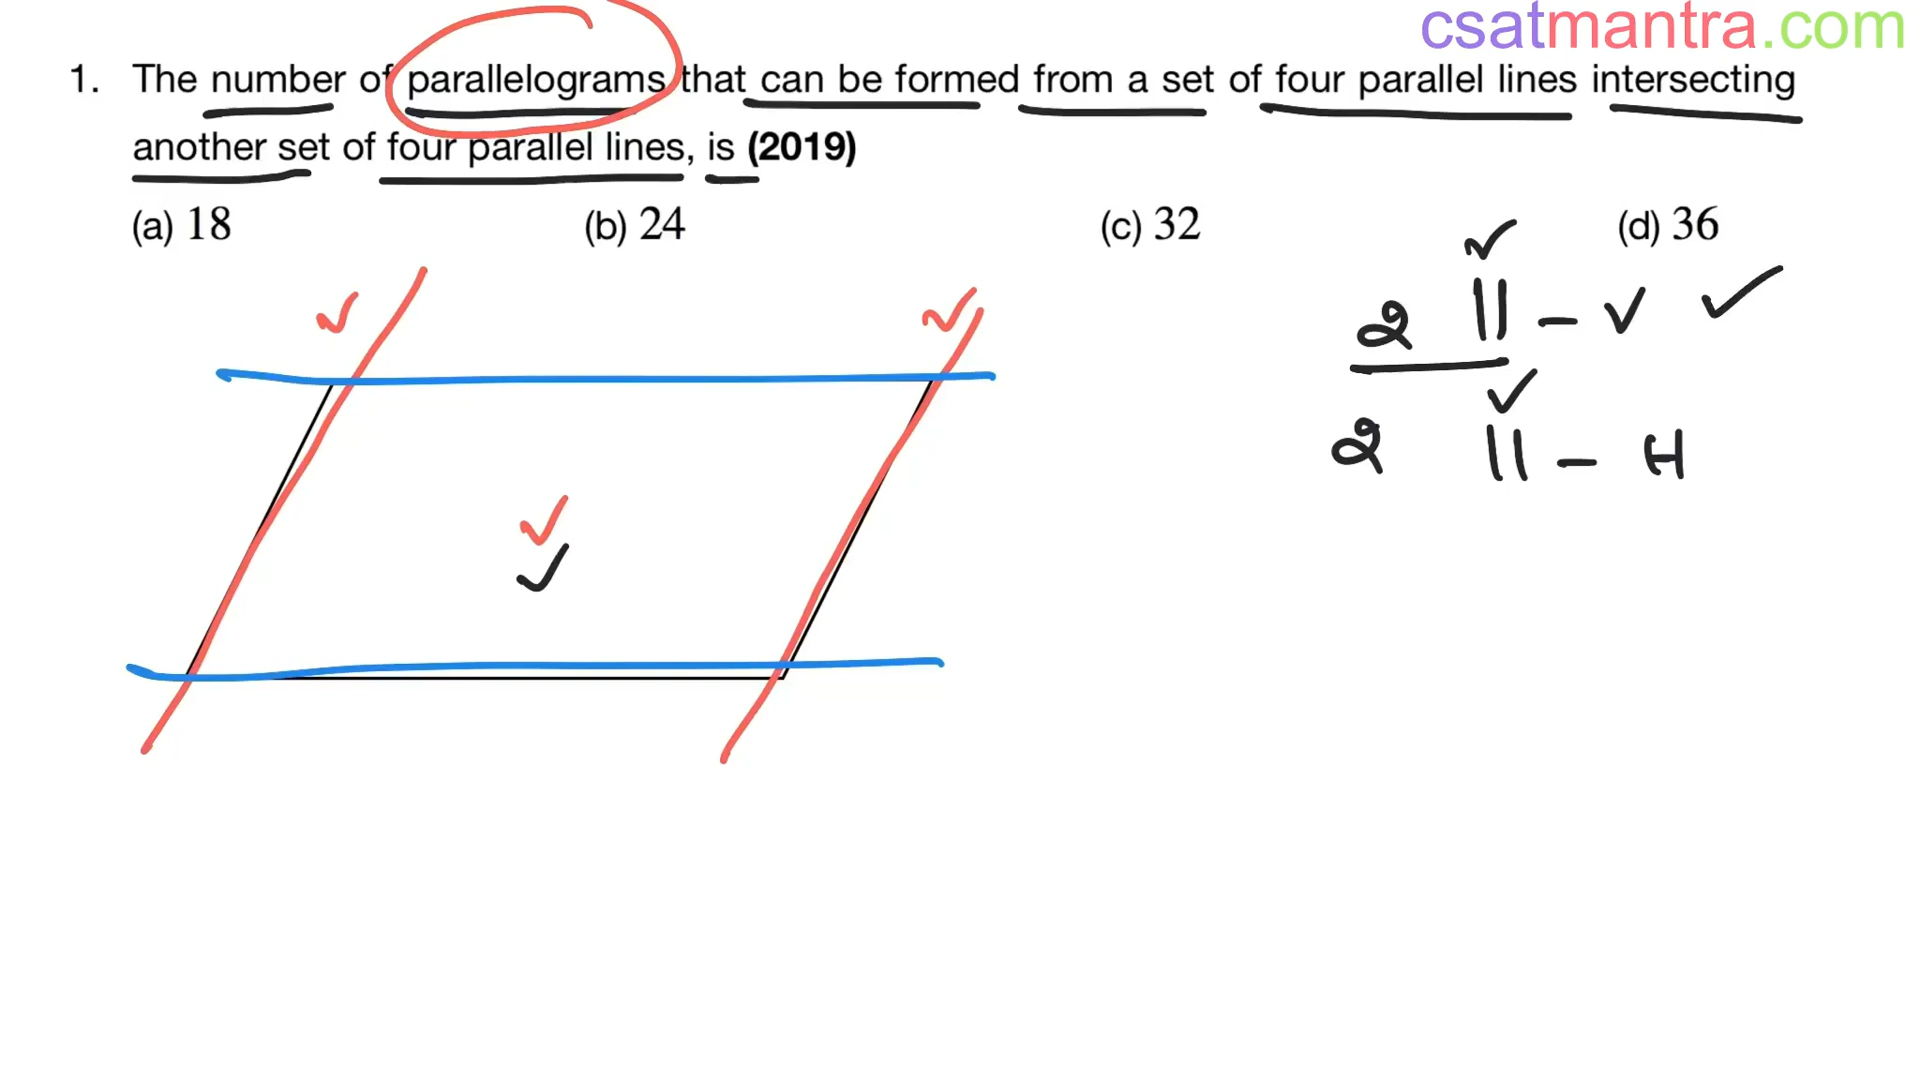 csatmantra.com
1. The number of parallelograms that can be formed from a set of four parallel lines intersecting
another set of four parallel lines, is (2019)
(a) 18 (b) 24 (c) 32 (d) 36
2 || - V
2 || - H